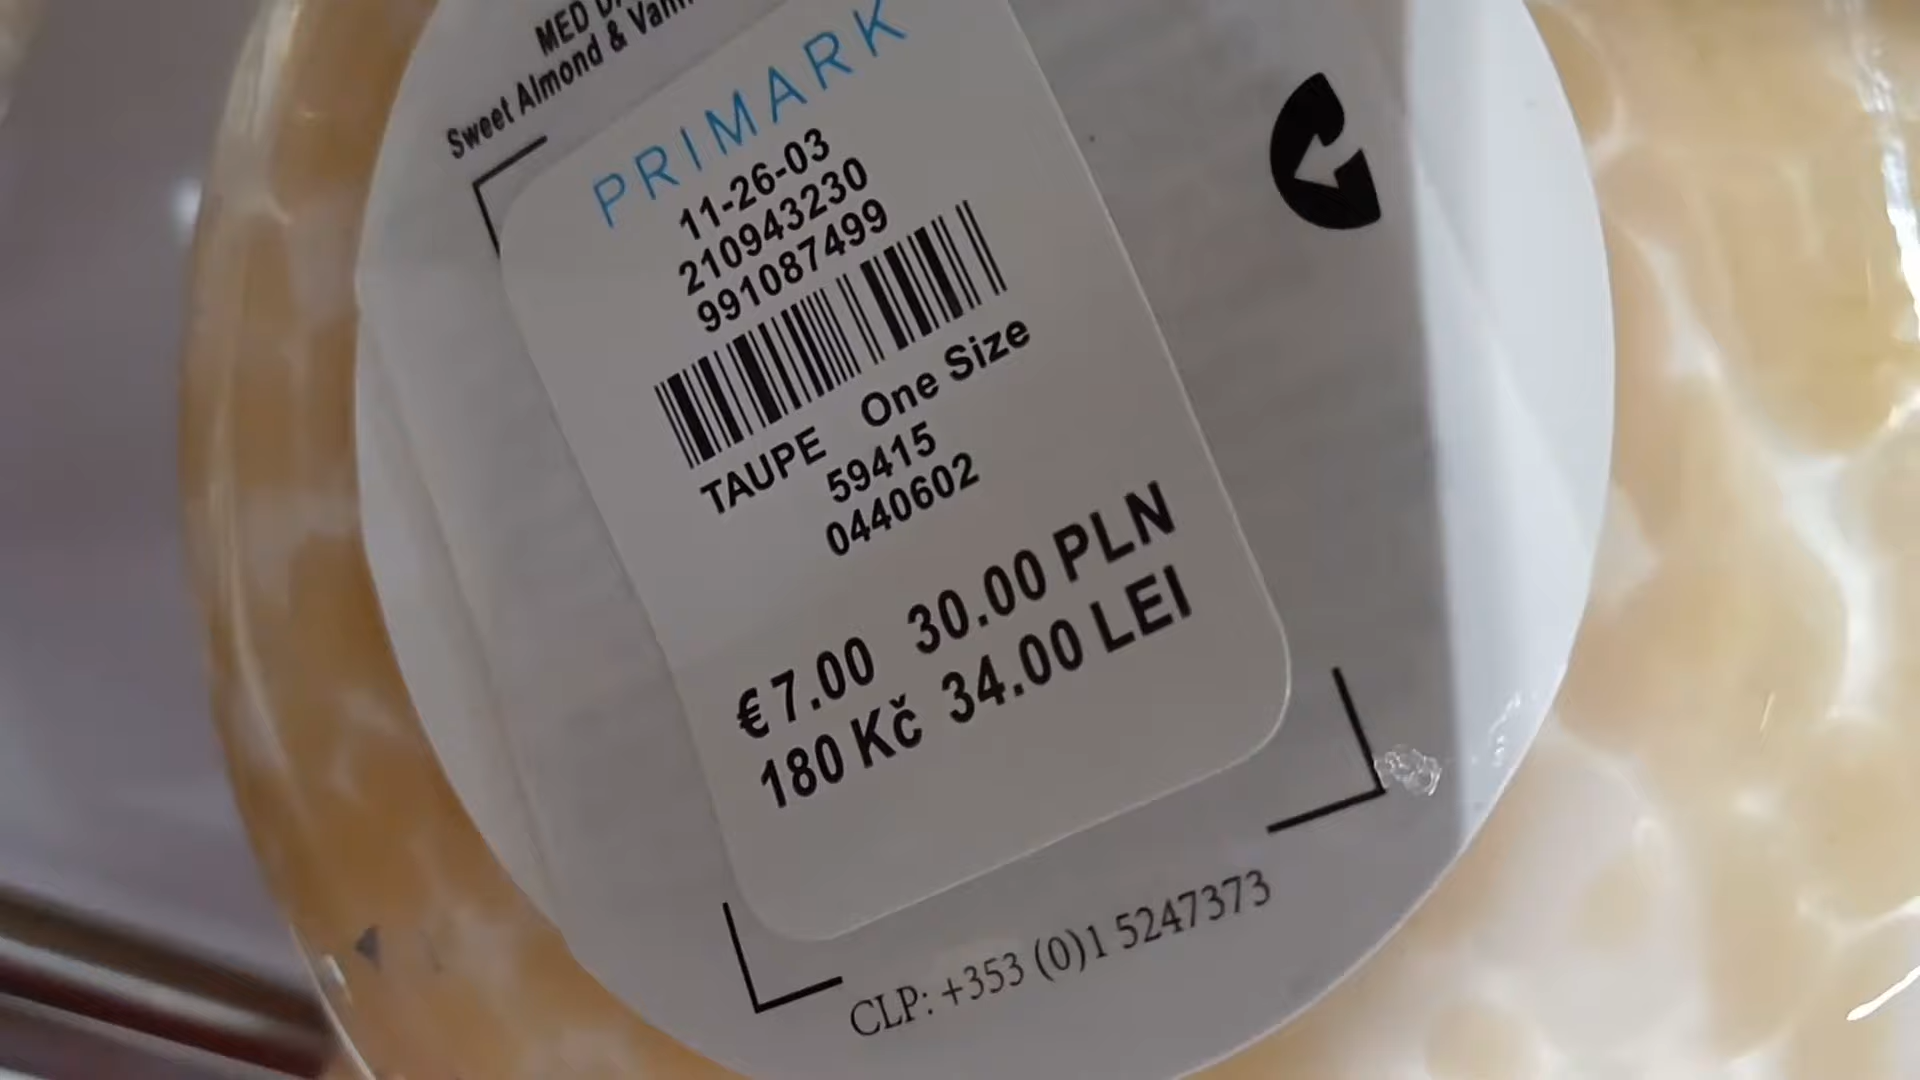 MED
Sweet Almond &
PRIMARK
11-26-03
210943230
991087499
TAUPE One Size
59415
0440602
€7.00 30.00 PLN
180 Kč 34.00 LEI
CLP: +353 (0)1 5247373